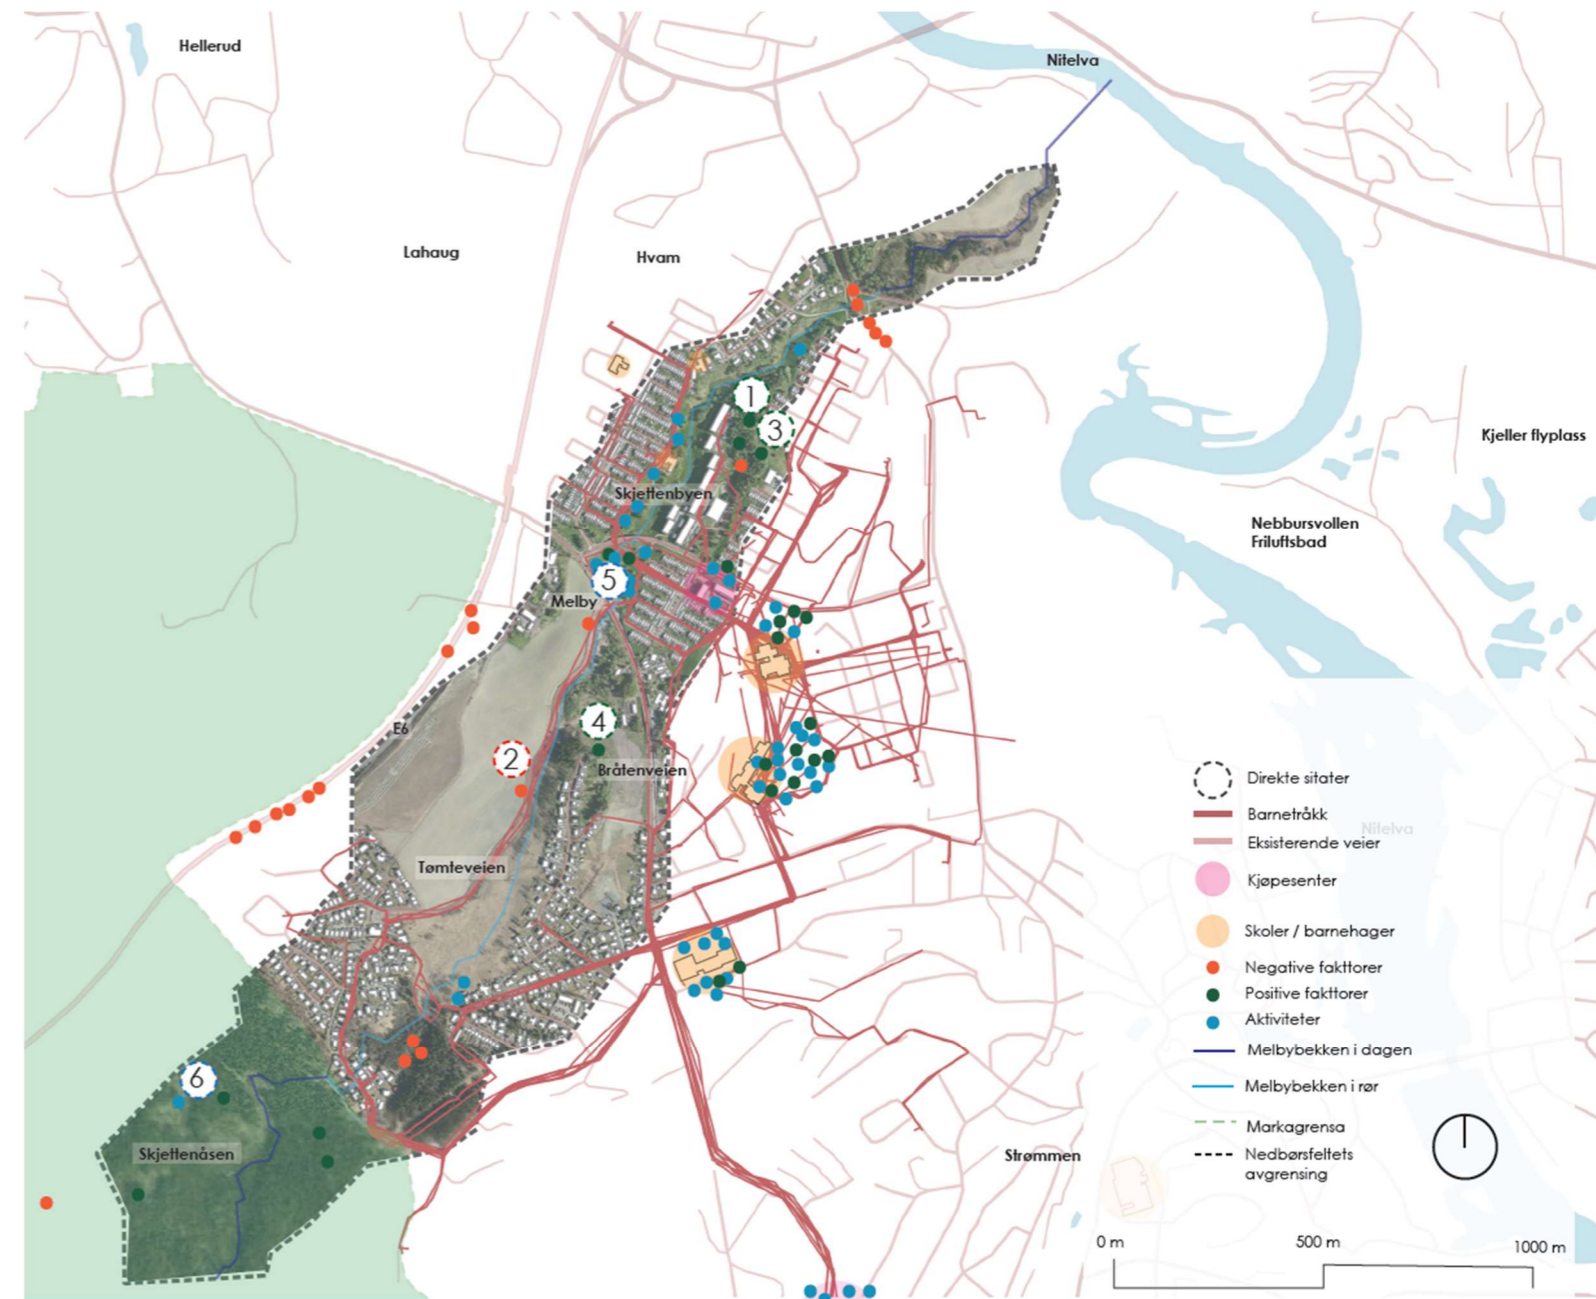 Hellerud
Nitelva
Lahaug
Hvam
1
3
Kjeller flyplass
Skjettenbyen
Nebbursvollen
Friluftsbad
5
Melby
4
E6
2
Bråtenveien
Direkte sitater
Barnetråkk
Nitelva
Eksisterende veier
Tømteveien
Kjøpesenter
Skoler / barnehager
Negative fakttorer
Positive fakttorer
Aktiviteter
Melbybekken i dagen
6
Melbybekken i rør
Markagrensa
Skjettenåsen
Strømmen
Nedbørsfeltets
avgrensing
0 m
500 m
1000 m